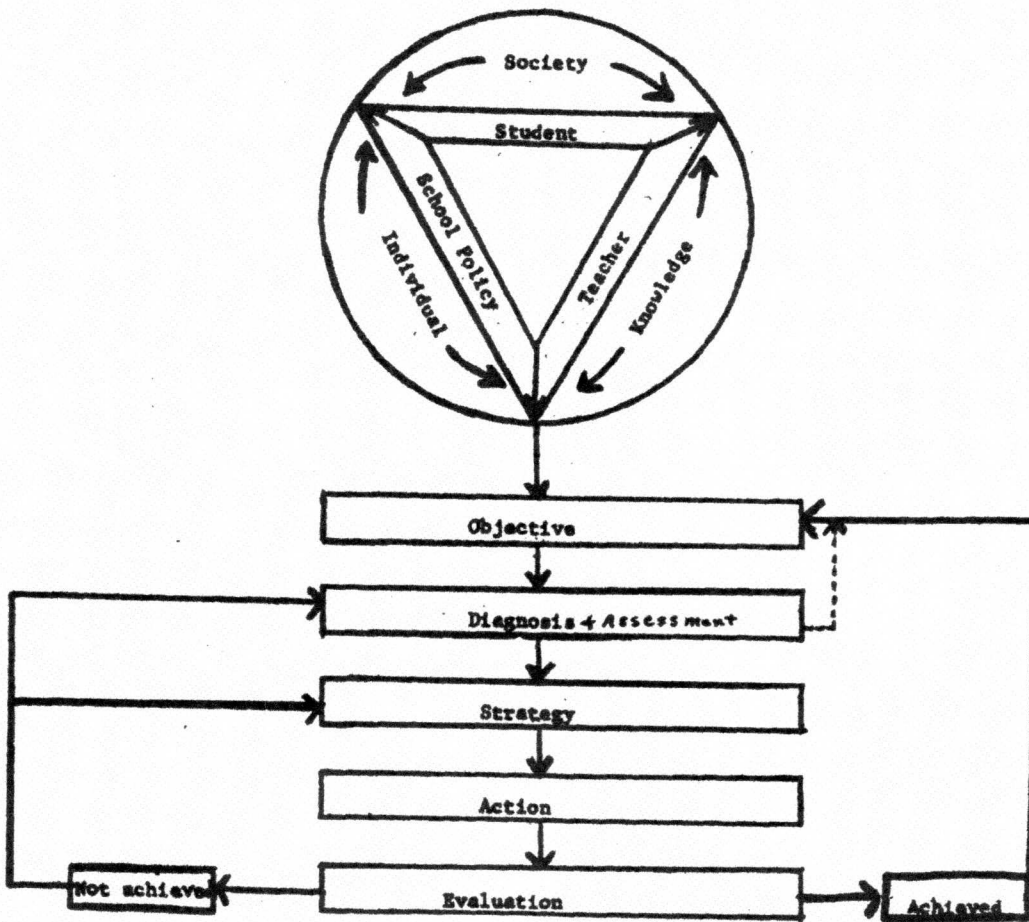 Society
Student
School Policy
Teacher
Individual
Knowledge
Objective
Diagnosis + Assessment
Strategy
Action
Not achieve
Evaluation
Achieved